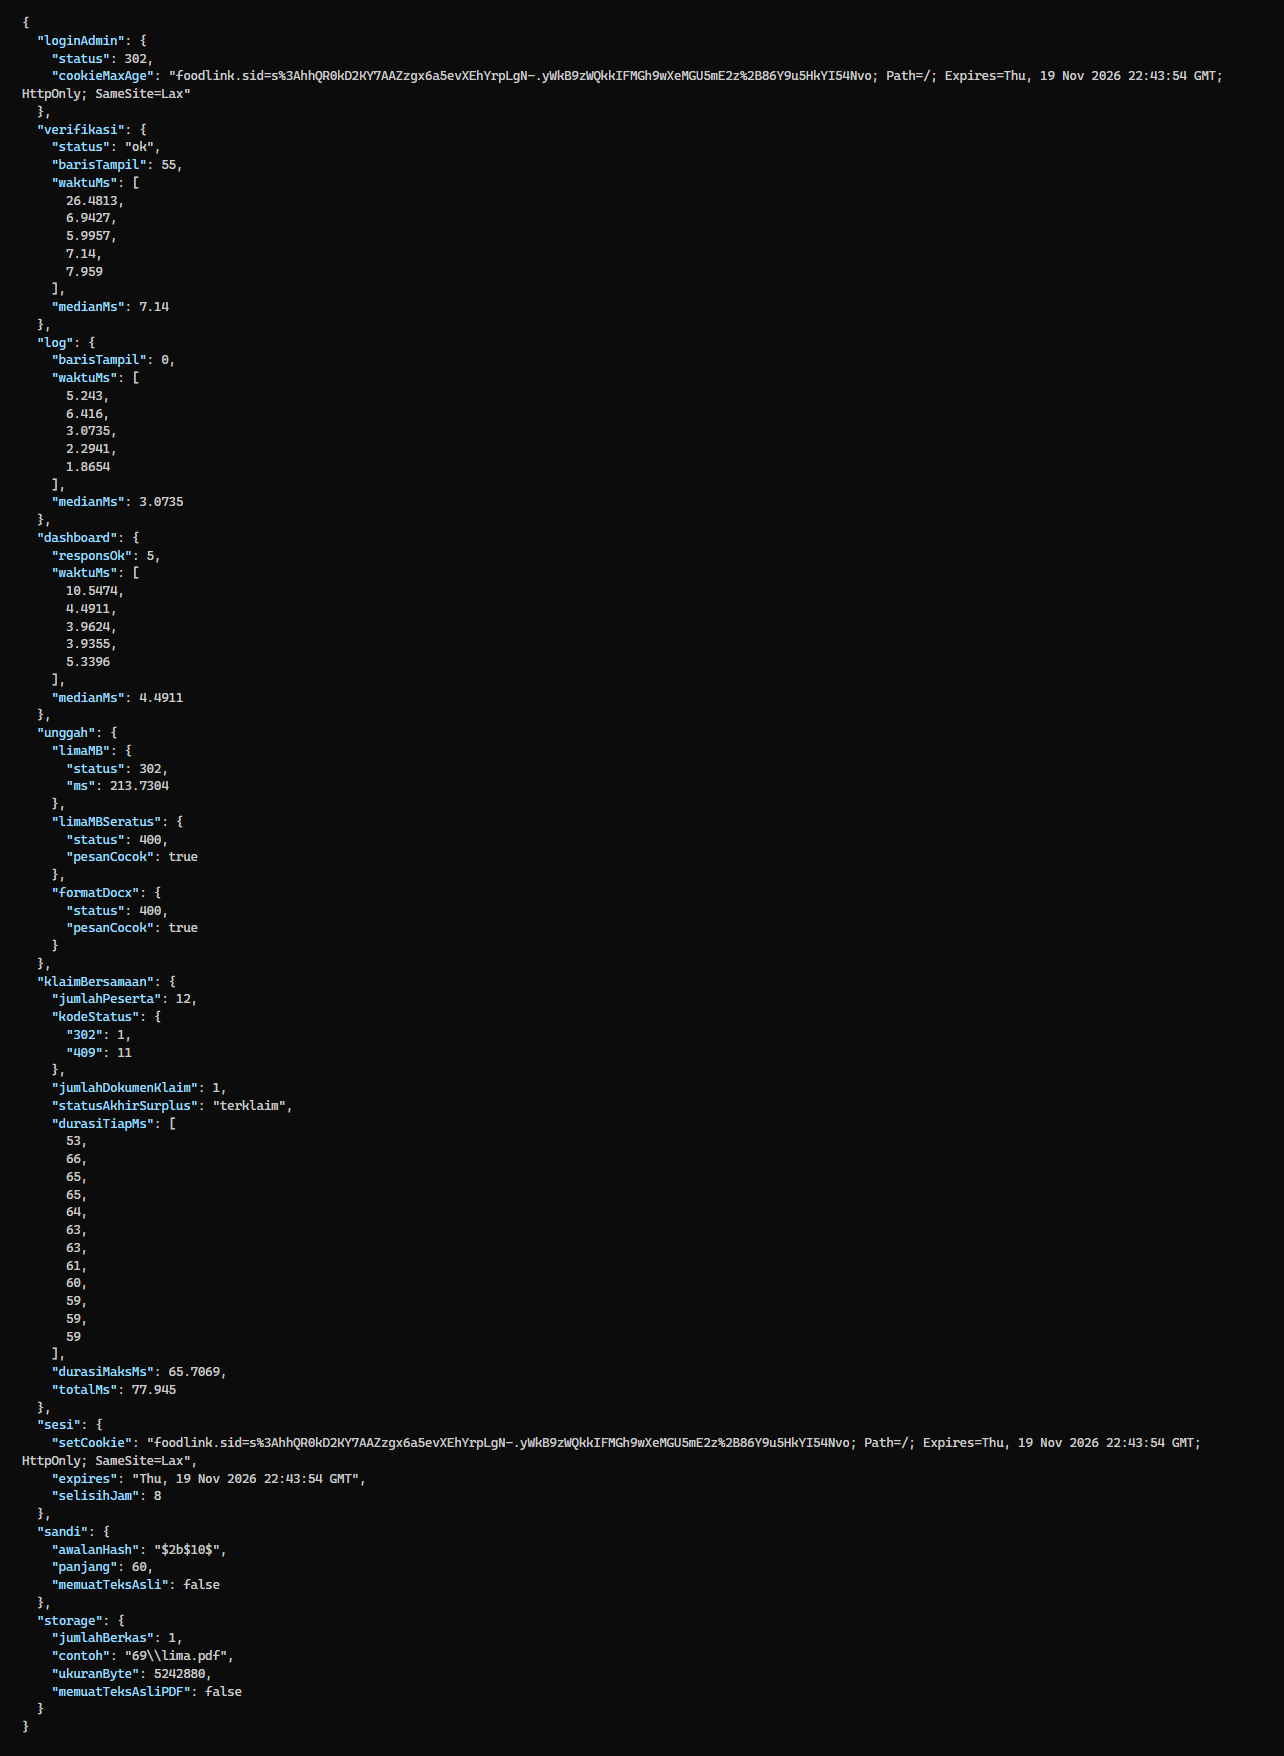 {
"loginAdmin": {
"status": 302,
"cookieMaxAge": "foodlink.sid=s%3AhhQR0kD2KY7AAZzgx6a5evXEhYrpLgN-.yWkB9zWQkkIFMGh9wXeMGU5mE2z%2B86Y9u5HkYI54Nvo; Path=/; Expires=Thu, 19 Nov 2026 22:43:54 GMT;
HttpOnly; SameSite=Lax"
},
"verifikasi": {
"status": "ok",
"barisTampil": 55,
"waktuMs": [
26.4813,
6.9427,
5.9957,
7.14,
7.959
],
"medianMs": 7.14
},
"log": {
"barisTampil": 0,
"waktuMs": [
5.243,
6.416,
3.0735,
2.2941,
1.8654
],
"medianMs": 3.0735
},
"dashboard": {
"responsOk": 5,
"waktuMs": [
10.5474,
4.4911,
3.9624,
3.9355,
5.3396
],
"medianMs": 4.4911
},
"unggah": {
"limaMB": {
"status": 302,
"ms": 213.7304
},
"limaMBSeratus": {
"status": 400,
"pesanCocok": true
},
"formatDocx": {
"status": 400,
"pesanCocok": true
}
},
"klaimBersamaan": {
"jumlahPeserta": 12,
"kodeStatus": {
"302": 1,
"409": 11
},
"jumlahDokumenKlaim": 1,
"statusAkhirSurplus": "terklaim",
"durasiTiapMs": [
53,
66,
65,
65,
64,
63,
63,
61,
60,
59,
59,
59
],
"durasiMaksMs": 65.7069,
"totalMs": 77.945
},
"sesi": {
"setCookie": "foodlink.sid=s%3AhhQR0kD2KY7AAZzgx6a5evXEhYrpLgN-.yWkB9zWQkkIFMGh9wXeMGU5mE2z%2B86Y9u5HkYI54Nvo; Path=/; Expires=Thu, 19 Nov 2026 22:43:54 GMT;
HttpOnly; SameSite=Lax",
"expires": "Thu, 19 Nov 2026 22:43:54 GMT",
"selisihJam": 8
},
"sandi": {
"awalanHash": "$2b$10$",
"panjang": 60,
"memuatTeksAsli": false
},
"storage": {
"jumlahBerkas": 1,
"contoh": "69\\lima.pdf",
"ukuranByte": 5242880,
"memuatTeksAsliPDF": false
}
}